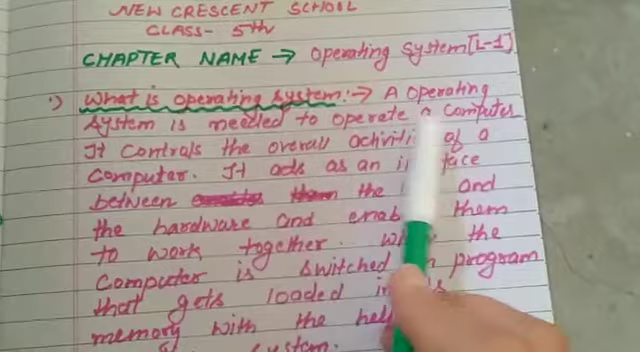 NEW CRESCENT SCHOOL
CLASS- 5th
CHAPTER NAME → Operating System [L-1]
1) What is operating system:→ A Operating
System is needed to operate a Computer
It Controls the overall of a
Computer. It acts as an
between the and
the hardware and them
to work together. the
Computer is Switched program
that gets loaded
memory with the